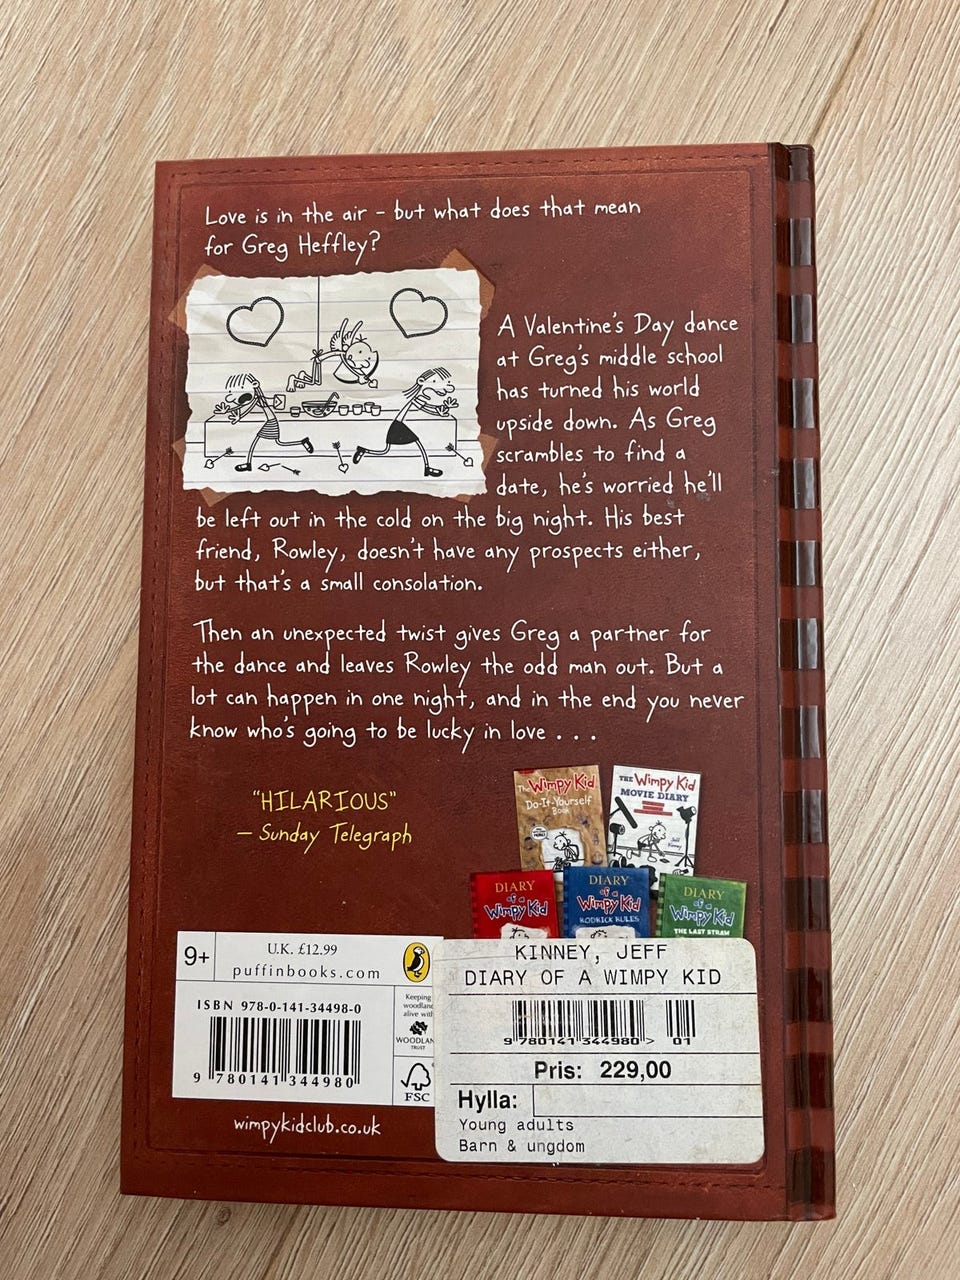 Love is in the air – but what does that mean
for Greg Heffley?
A Valentine's Day dance
at Greg's middle school
has turned his world
upside down. As Greg
scrambles to find a
date, he's worried he'll
be left out in the cold on the big night. His best
friend, Rowley, doesn't have any prospects either,
but that's a small consolation.
Then an unexpected twist gives Greg a partner for
the dance and leaves Rowley the odd man out. But a
lot can happen in one night, and in the end you never
know who's going to be lucky in love . . .
"HILARIOUS"
– Sunday Telegraph
The Wimpy Kid
Do-It-Yourself
Book
THE Wimpy Kid
MOVIE DIARY
Jeff
Kinney
DIARY
of a
Wimpy Kid
DIARY
of a
Wimpy Kid
RODRICK RULES
DIARY
of a
Wimpy Kid
THE LAST STRAW
9+
U.K. £12.99
puffinbooks.com
ISBN 978-0-141-34498-0
9 780141 344980
Keeping
woodland
alive with
WOODLAN
TRUST
FSC
wimpykidclub.co.uk
KINNEY, JEFF
DIARY OF A WIMPY KID
9 780141 344980 > 01
Pris: 229,00
Hylla:
Young adults
Barn & ungdom